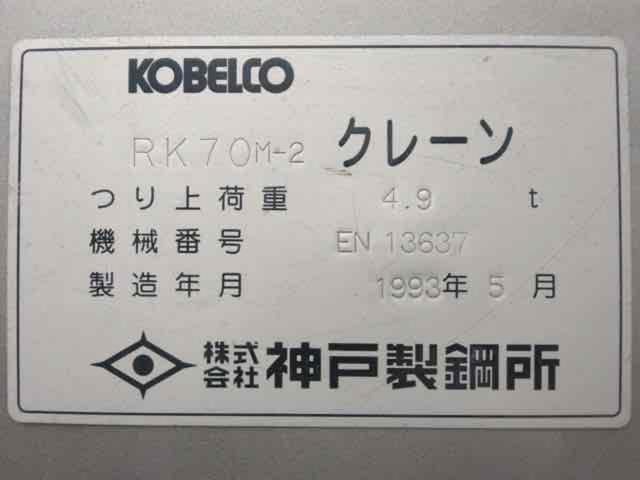 KOBELCO
RK70M-2 クレーン
つり上荷重 4.9 t
機械番号 EN 13637
製造年月 1993年 5 月
株式会社 神戸製鋼所